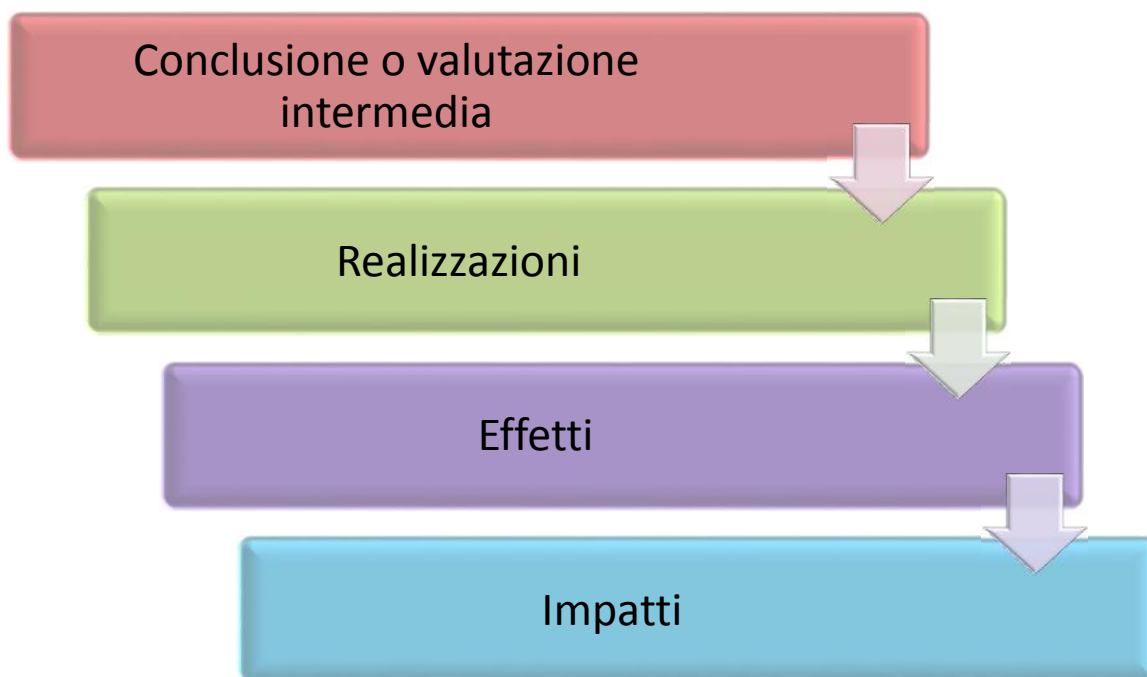 Conclusione o valutazione
intermedia
Realizzazioni
Effetti
Impatti